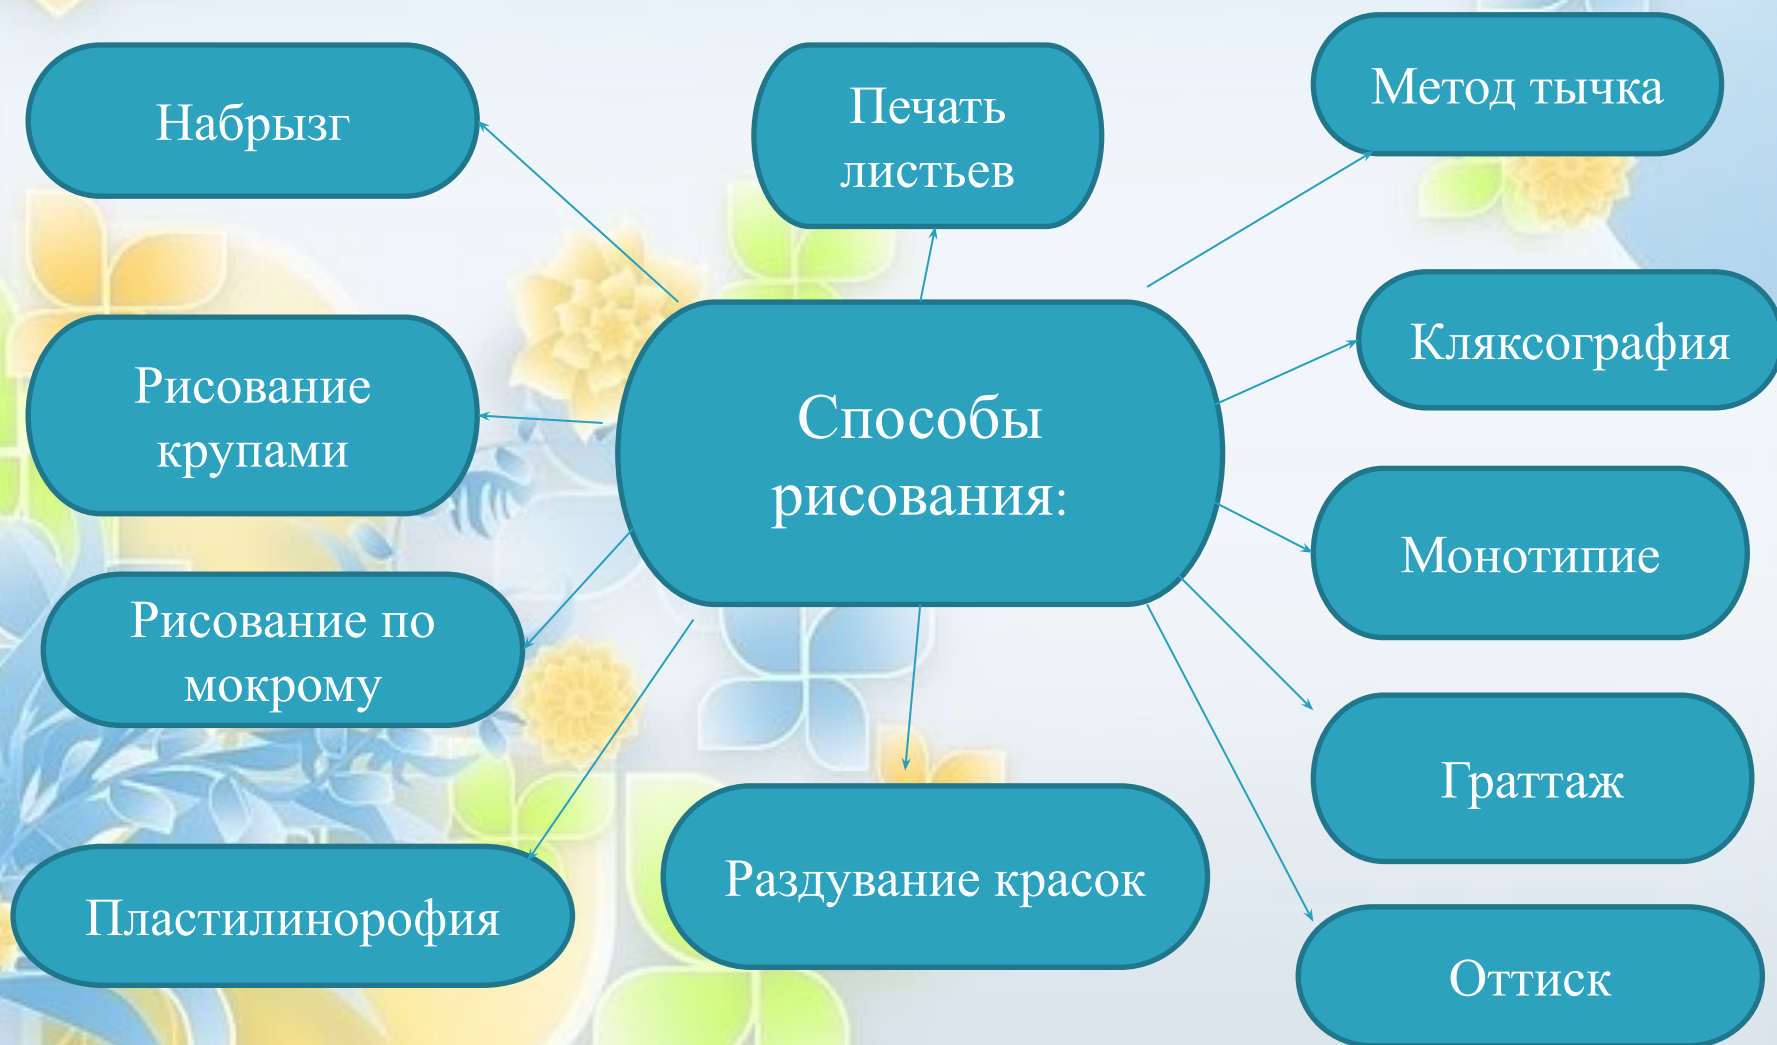 Набрызг
Печать
листьев
Метод тычка
Рисование
крупами
Способы
рисования:
Кляксография
Рисование по
мокрому
Монотипие
Пластилинорофия
Раздувание красок
Граттаж
Оттиск